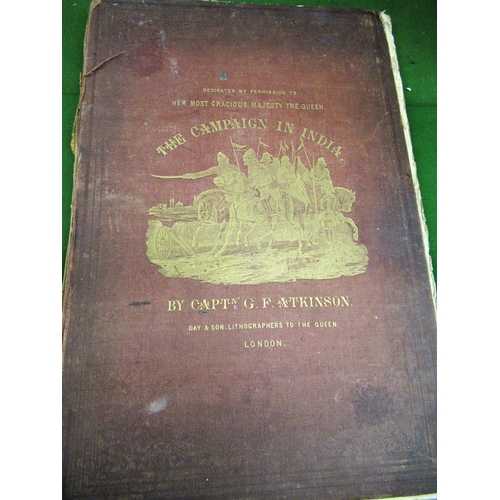 DEDICATED BY PERMISSION TO
HER MOST GRACIOUS MAJESTY THE QUEEN
THE CAMPAIGN IN INDIA.
BY CAPTN G. F. ATKINSON.
DAY & SON, LITHOGRAPHERS TO THE QUEEN
LONDON.